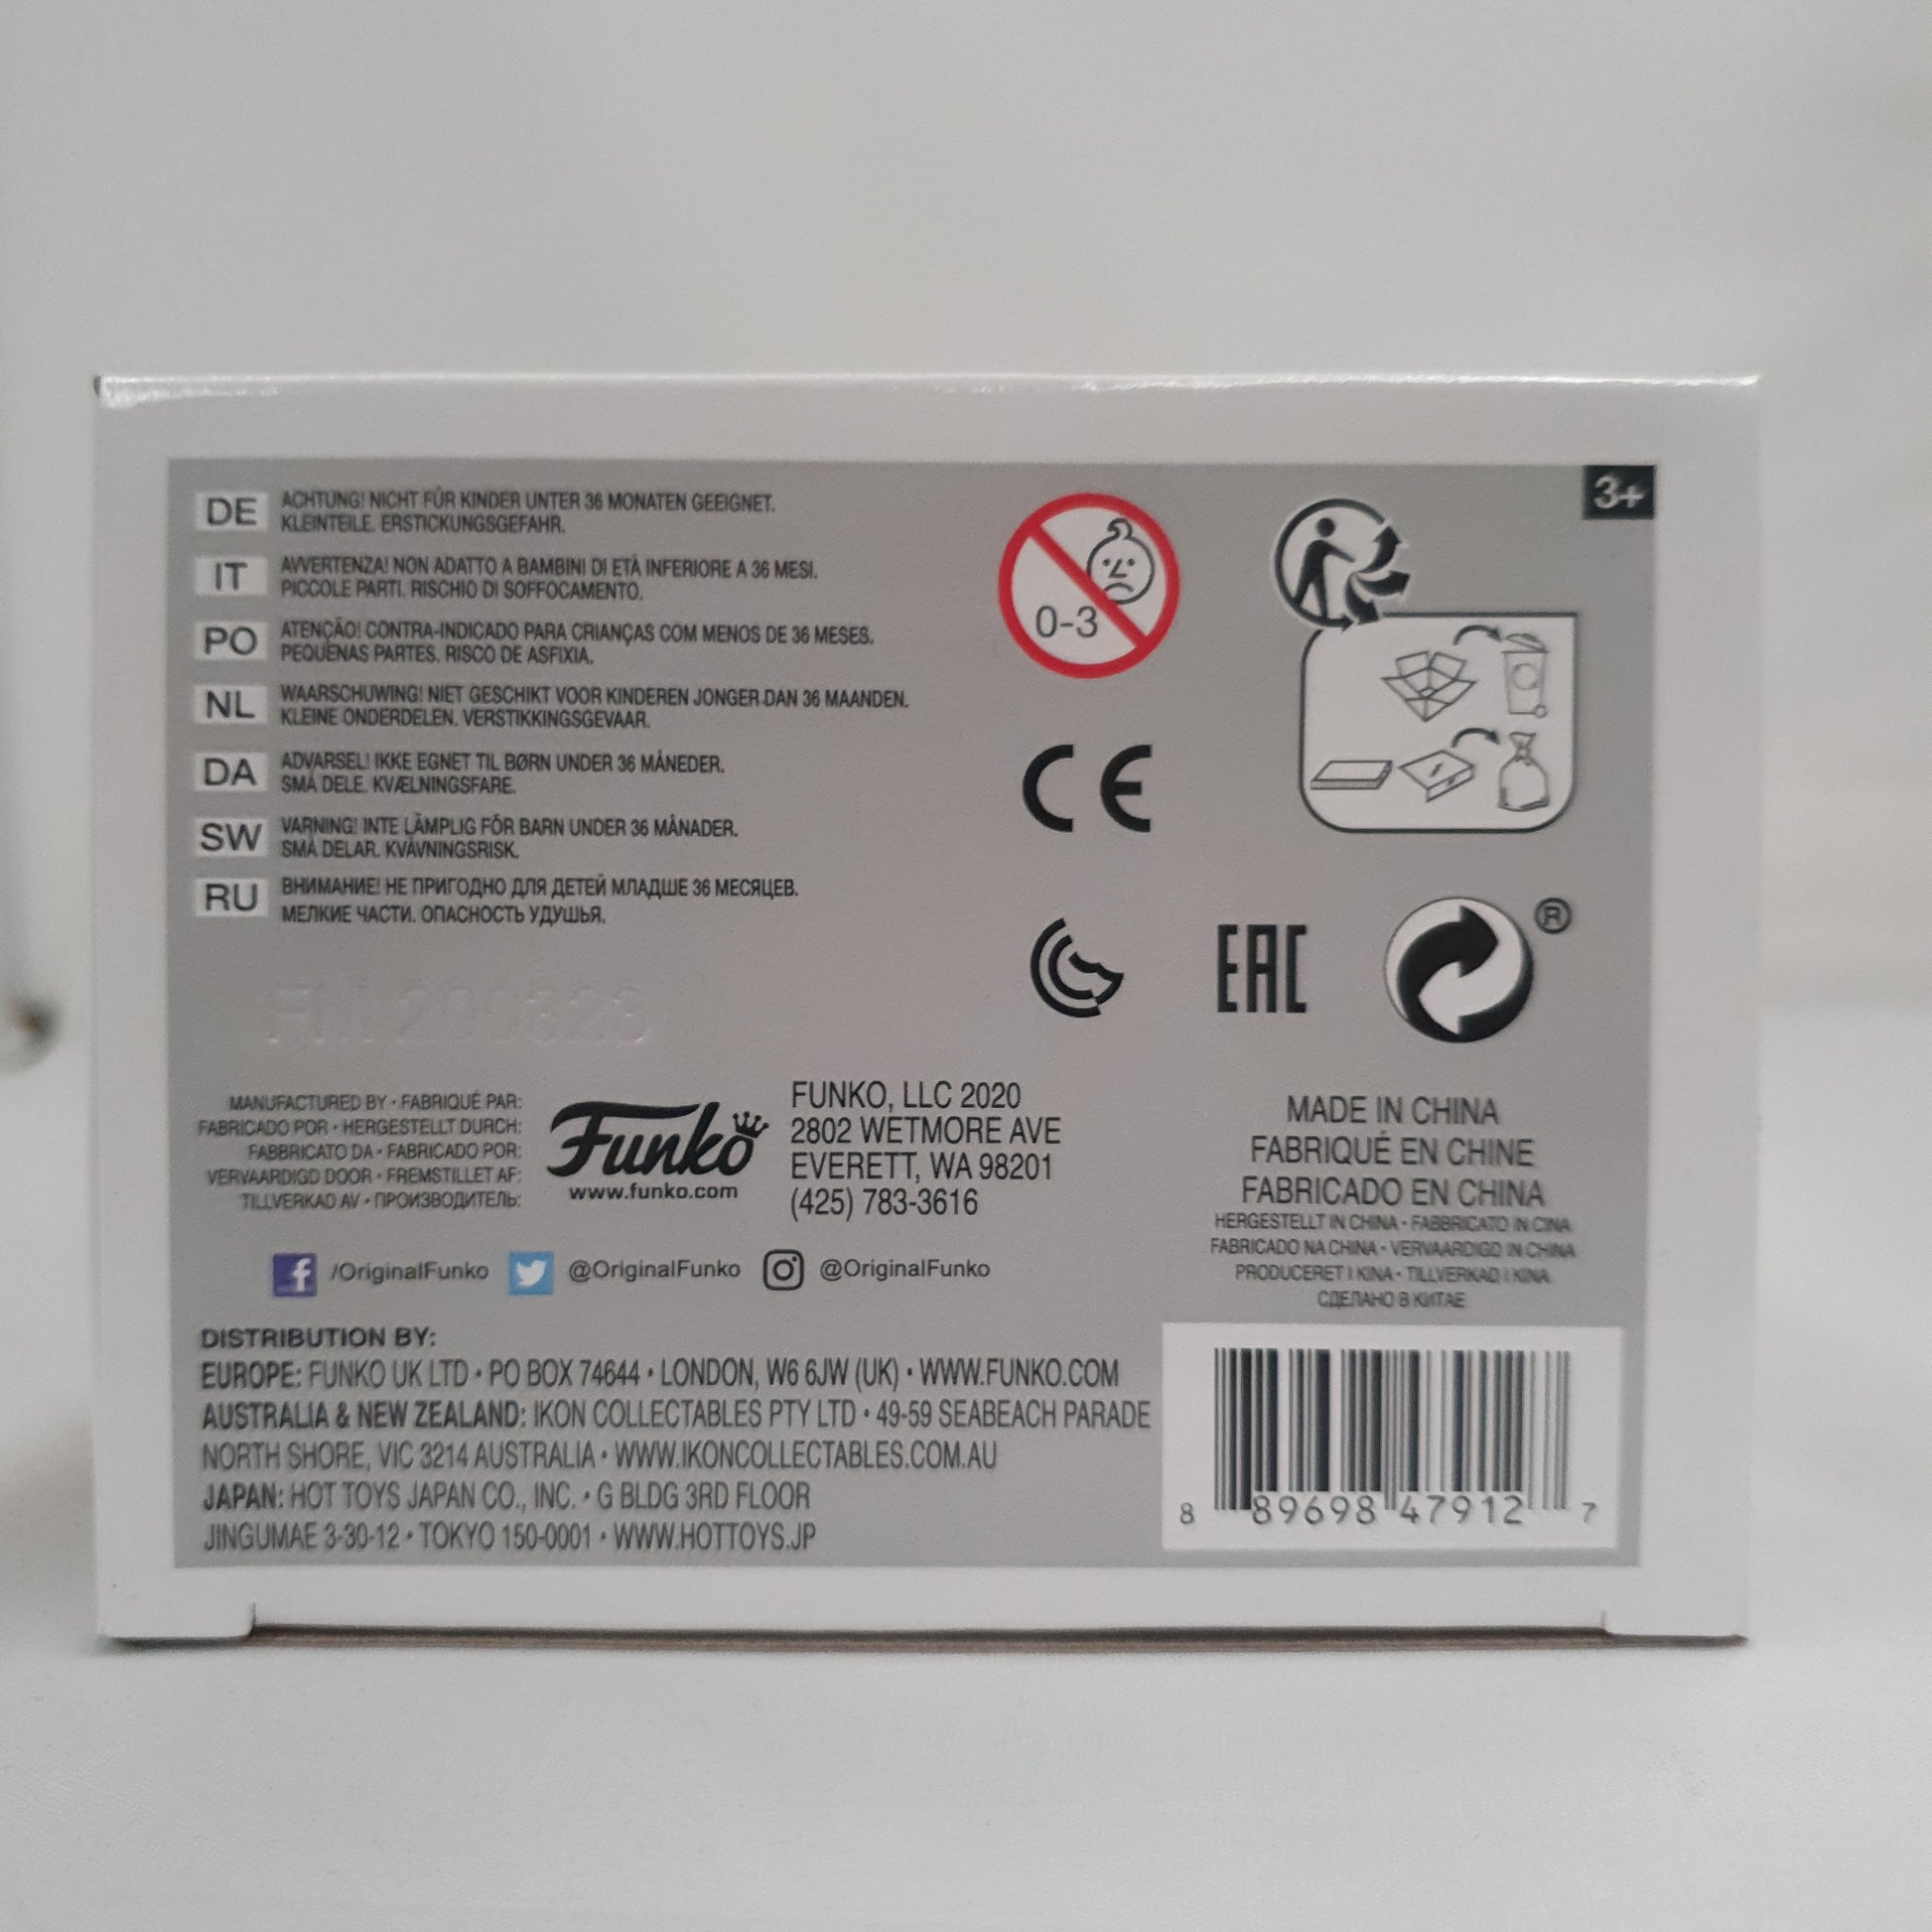 3+
DE ACHTUNG! NICHT FÜR KINDER UNTER 36 MONATEN GEEIGNET.
KLEINTEILE. ERSTICKUNGSGEFAHR.
IT AVVERTENZA! NON ADATTO A BAMBINI DI ETÀ INFERIORE A 36 MESI.
PICCOLE PARTI. RISCHIO DI SOFFOCAMENTO.
PO ATENÇÃO! CONTRA-INDICADO PARA CRIANÇAS COM MENOS DE 36 MESES.
PEQUENAS PARTES. RISCO DE ASFIXIA.
NL WAARSCHUWING! NIET GESCHIKT VOOR KINDEREN JONGER DAN 36 MAANDEN.
KLEINE ONDERDELEN. VERSTIKKINGSGEVAAR.
DA ADVARSEL! IKKE EGNET TIL BØRN UNDER 36 MÅNEDER.
SMÅ DELE. KVÆLNINGSFARE.
SW VARNING! INTE LÄMPLIG FÖR BARN UNDER 36 MÅNADER.
SMÅ DELAR. KVÄVNINGSRISK.
RU ВНИМАНИЕ! НЕ ПРИГОДНО ДЛЯ ДЕТЕЙ МЛАДШЕ 36 МЕСЯЦЕВ.
МЕЛКИЕ ЧАСТИ. ОПАСНОСТЬ УДУШЬЯ.
0-3
CE
EAC
®
MANUFACTURED BY • FABRIQUÉ PAR:
FABRICADO POR • HERGESTELLT DURCH:
FABBRICATO DA • FABRICADO POR:
VERVAARDIGD DOOR • FREMSTILLET AF:
TILLVERKAD AV • ПРОИЗВОДИТЕЛЬ:
Funko
www.funko.com
FUNKO, LLC 2020
2802 WETMORE AVE
EVERETT, WA 98201
(425) 783-3616
MADE IN CHINA
FABRIQUÉ EN CHINE
FABRICADO EN CHINA
HERGESTELLT IN CHINA • FABBRICATO IN CINA
FABRICADO NA CHINA • VERVAARDIGD IN CHINA
PRODUCERET I KINA • TILLVERKAD I KINA
СДЕЛАНО В КИТАЕ
f /OriginalFunko @OriginalFunko @OriginalFunko
DISTRIBUTION BY:
EUROPE: FUNKO UK LTD • PO BOX 74644 • LONDON, W6 6JW (UK) • WWW.FUNKO.COM
AUSTRALIA & NEW ZEALAND: IKON COLLECTABLES PTY LTD • 49-59 SEABEACH PARADE
NORTH SHORE, VIC 3214 AUSTRALIA • WWW.IKONCOLLECTABLES.COM.AU
JAPAN: HOT TOYS JAPAN CO., INC. • G BLDG 3RD FLOOR
JINGUMAE 3-30-12 • TOKYO 150-0001 • WWW.HOTTOYS.JP
8 89698 47912 7